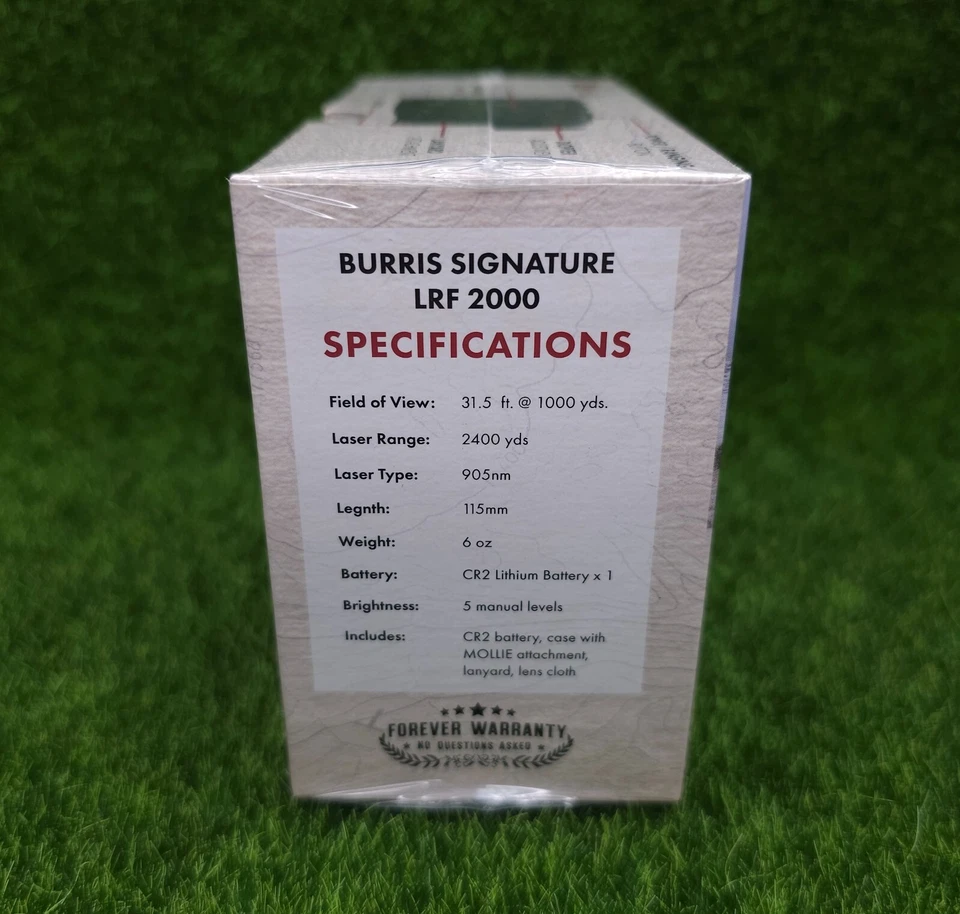 BURRIS SIGNATURE
LRF 2000
SPECIFICATIONS
Field of View: 31.5 ft. @ 1000 yds.
Laser Range: 2400 yds
Laser Type: 905nm
Legnth: 115mm
Weight: 6 oz
Battery: CR2 Lithium Battery x 1
Brightness: 5 manual levels
Includes: CR2 battery, case with
MOLLIE attachment,
lanyard, lens cloth
FOREVER WARRANTY
NO QUESTIONS ASKED